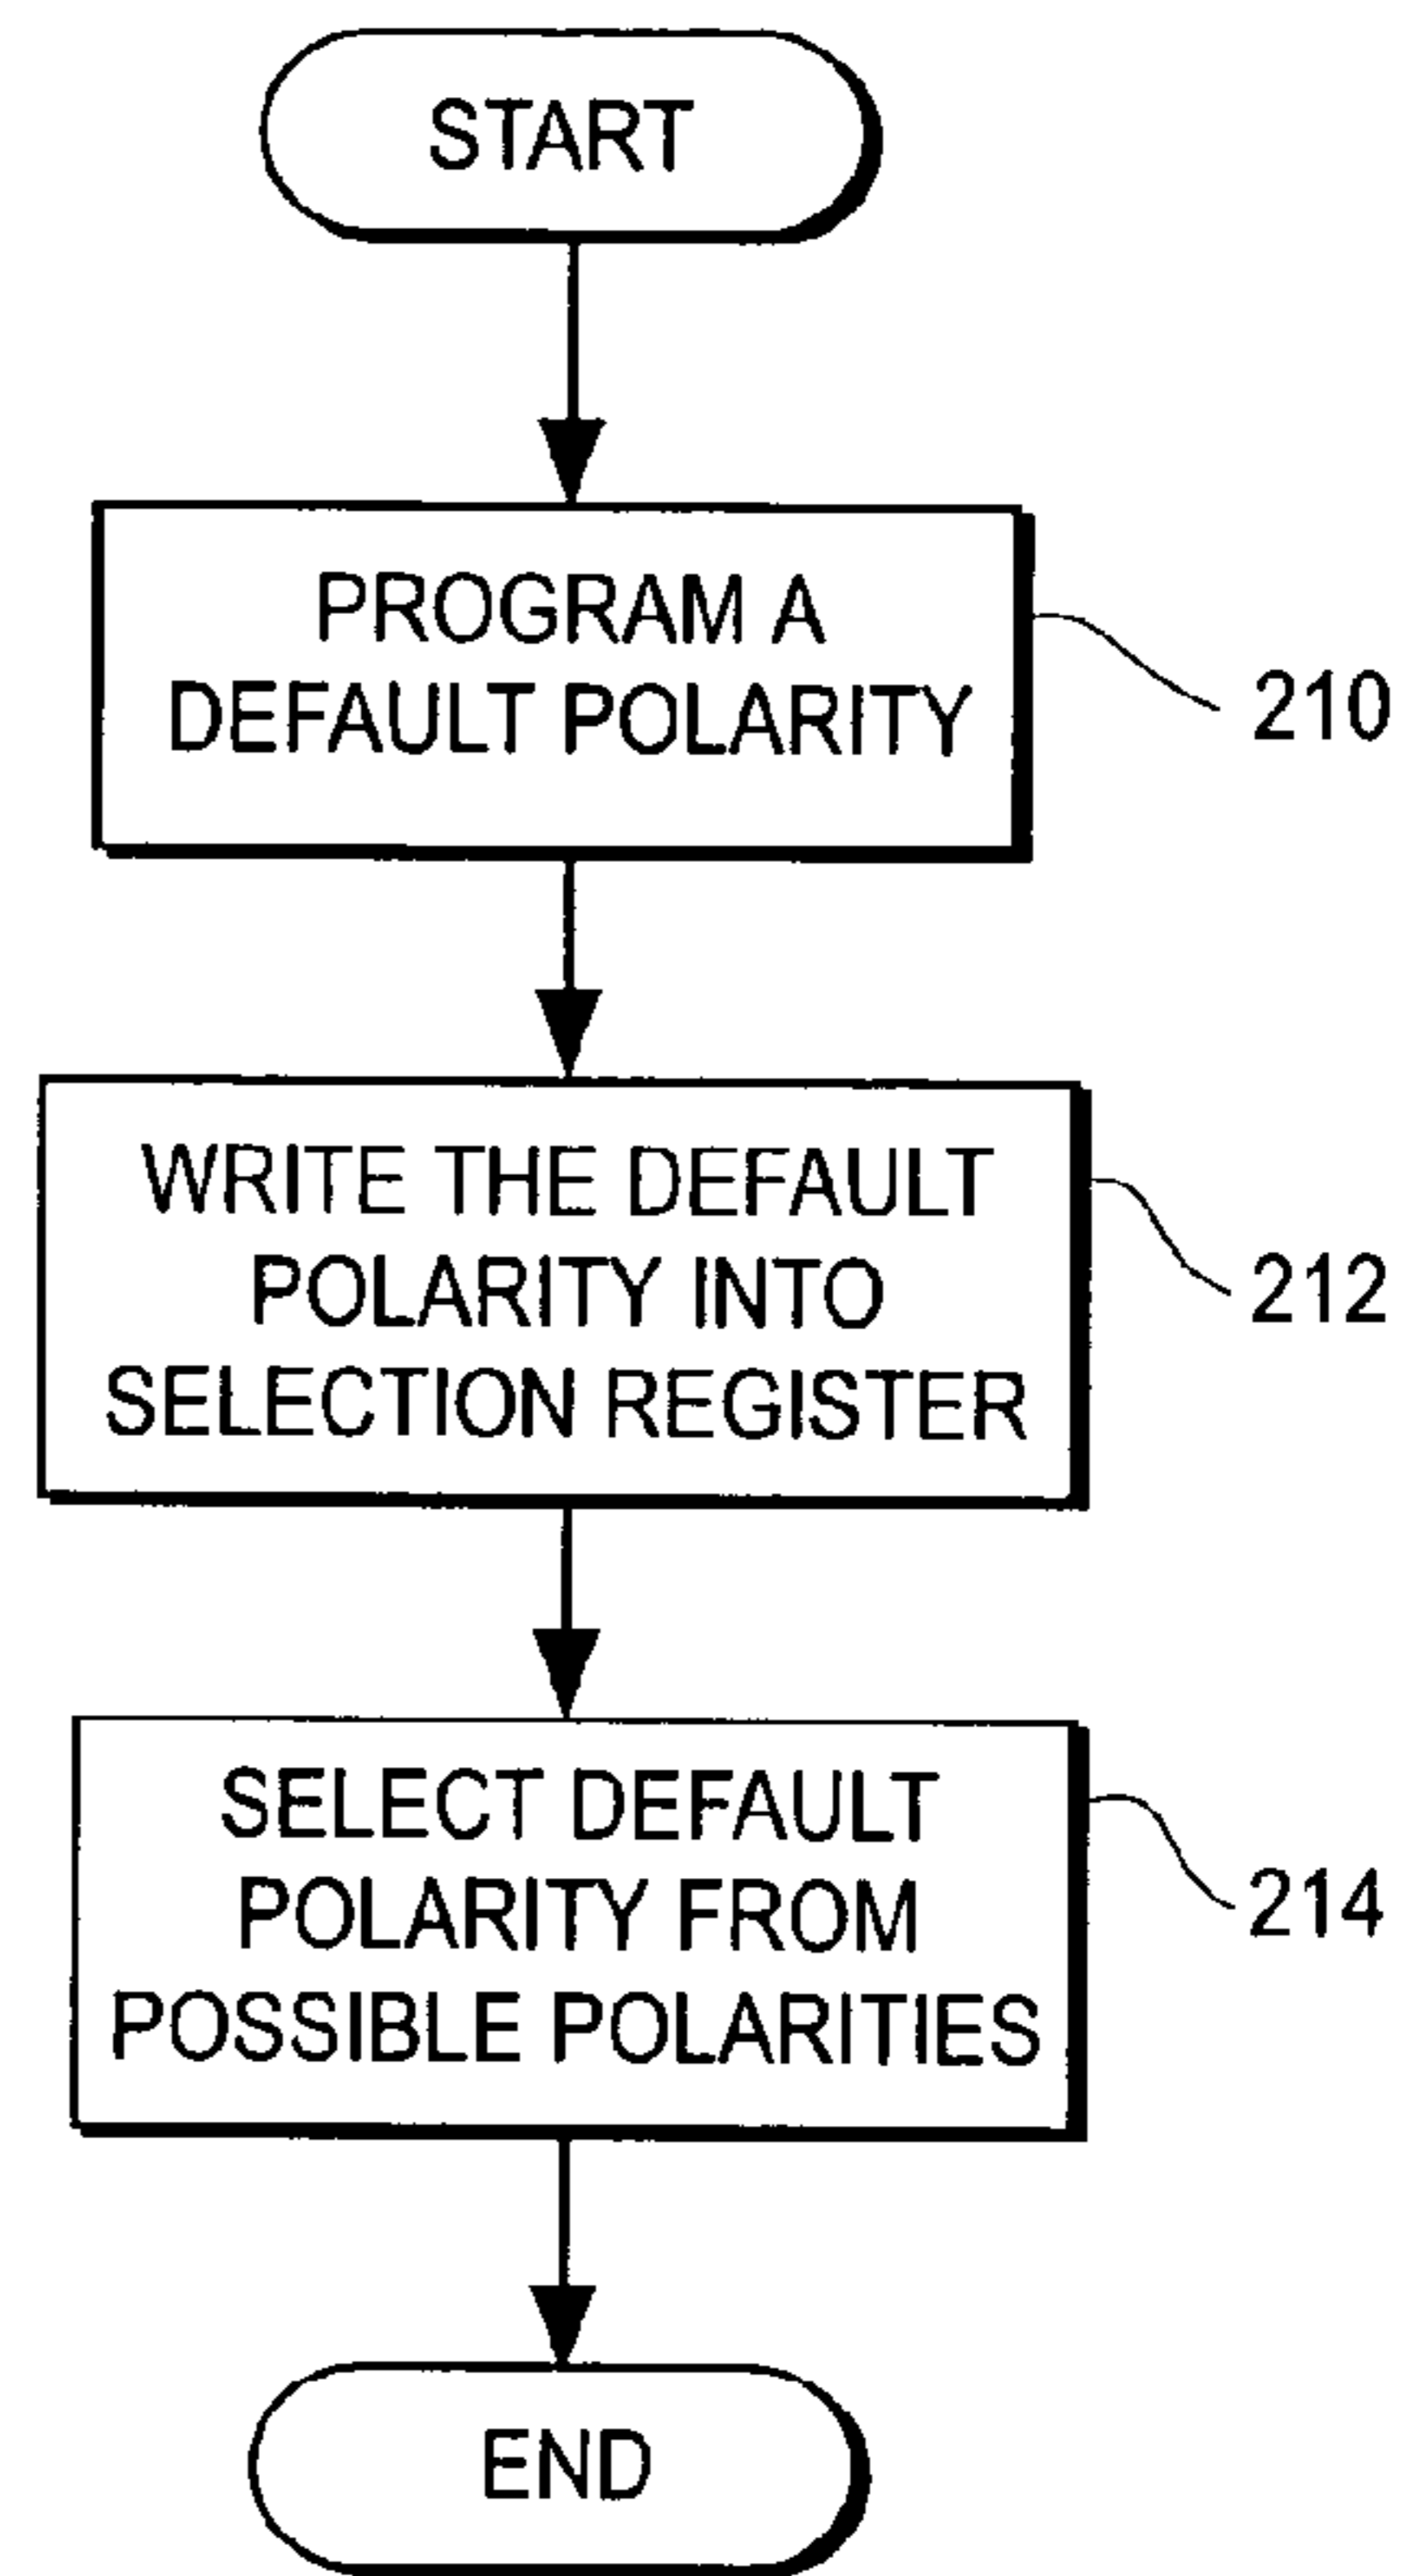 START
PROGRAM A
DEFAULT POLARITY
210
WRITE THE DEFAULT
POLARITY INTO
SELECTION REGISTER
212
SELECT DEFAULT
POLARITY FROM
POSSIBLE POLARITIES
214
END